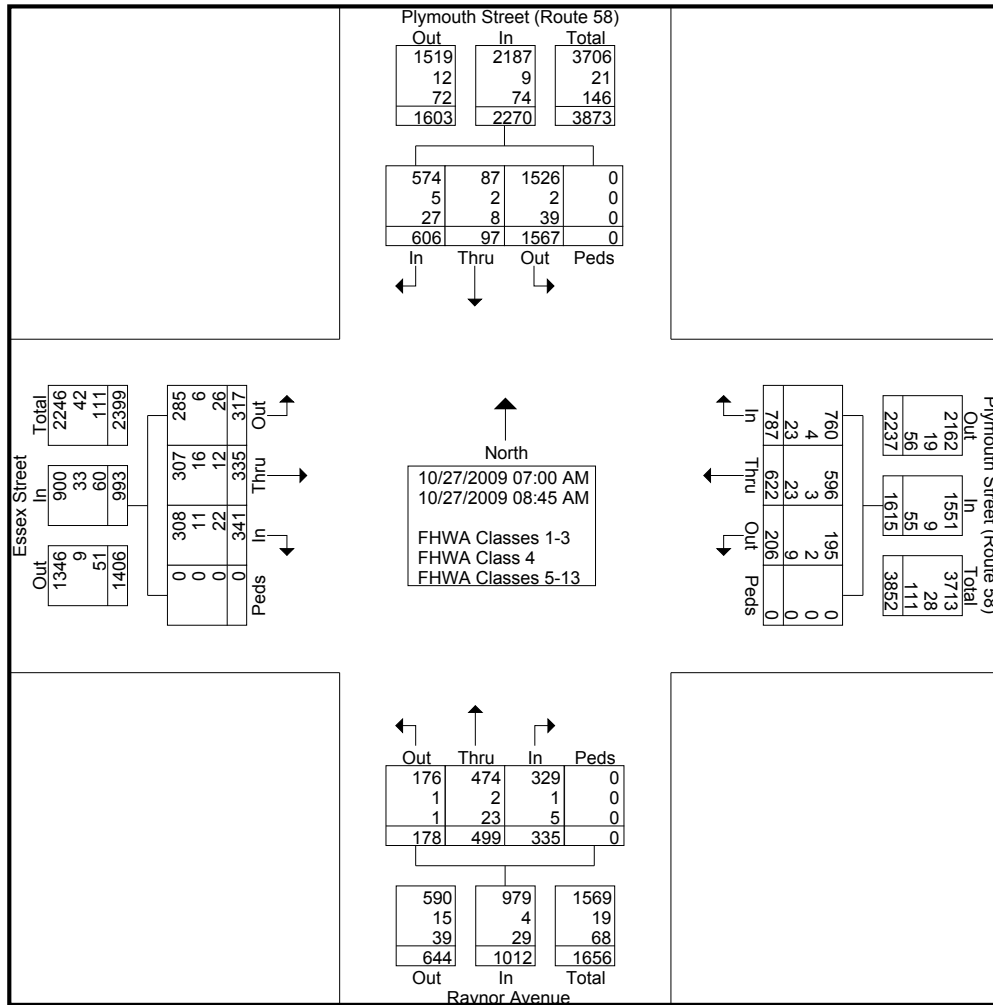 Plymouth Street (Route 58)
Out In Total
1519 2187 3706
12 9 21
72 74 146
1603 2270 3873
574 87 1526 0
5 2 2 0
27 8 39 0
606 97 1567 0
In Thru Out Peds
Essex Street
Total In Out
2246 900 1346
42 33 9
111 60 51
2399 993 1406
285 307 308 0
6 16 11 0
26 12 22 0
317 335 341 0
Out Thru In Peds
North
10/27/2009 07:00 AM
10/27/2009 08:45 AM
FHWA Classes 1-3
FHWA Class 4
FHWA Classes 5-13
In Thru Out Peds
760 596 195 0
4 3 2 0
23 23 9 0
787 622 206 0
Plymouth Street (Route 58)
Out In Total
2162 1551 3713
19 9 28
56 55 111
2237 1615 3852
Out Thru In Peds
176 474 329 0
1 2 1 0
1 23 5 0
178 499 335 0
590 979 1569
15 4 19
39 29 68
644 1012 1656
Out In Total
Raynor Avenue